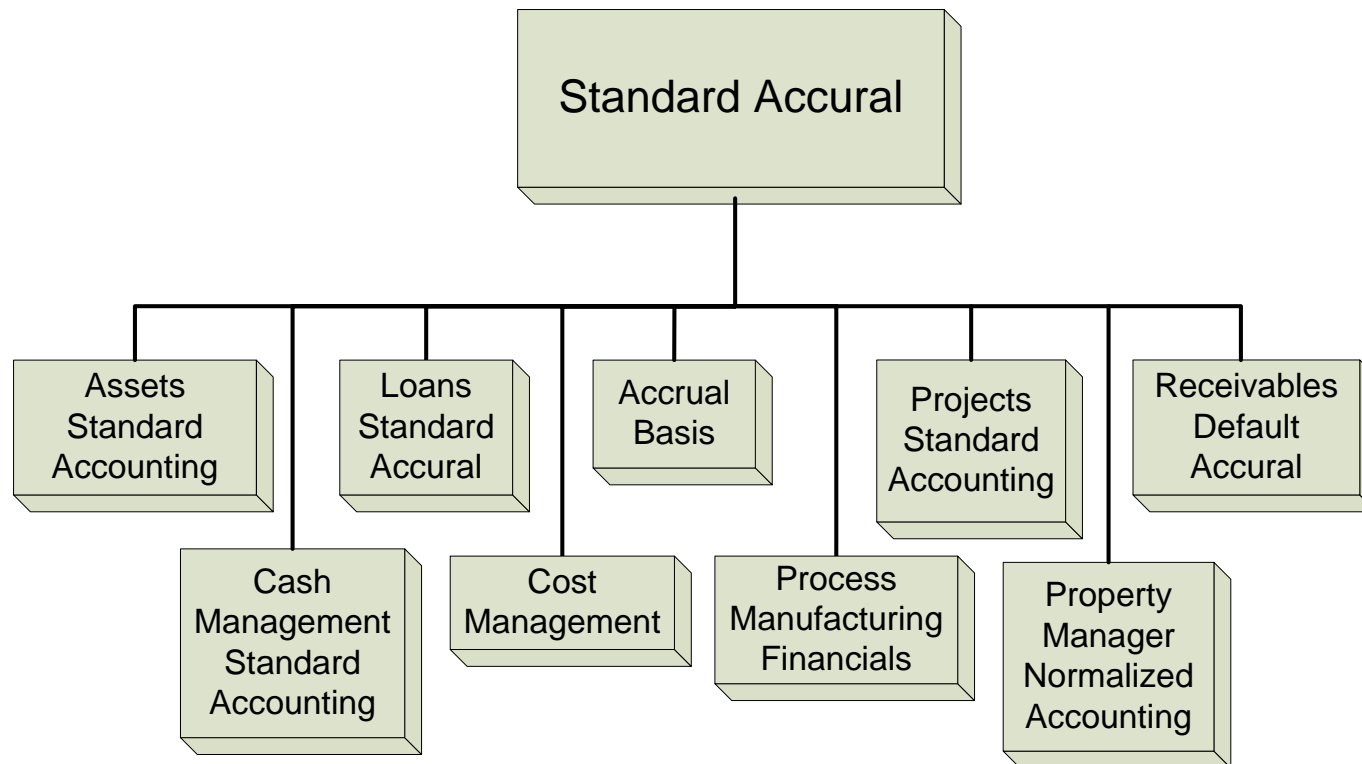 Standard Accural
Assets
Standard
Accounting
Loans
Standard
Accural
Accrual
Basis
Projects
Standard
Accounting
Receivables
Default
Accural
Cash
Management
Standard
Accounting
Cost
Management
Process
Manufacturing
Financials
Property
Manager
Normalized
Accounting